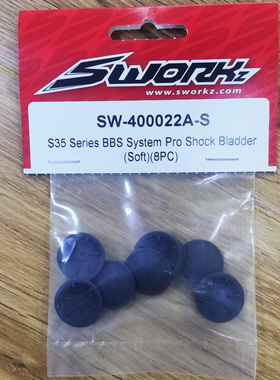 SWORKz
www.sworkz.com
SW-400022A-S
S35 Series BBS System Pro Shock Bladder
(Soft)(8PC)